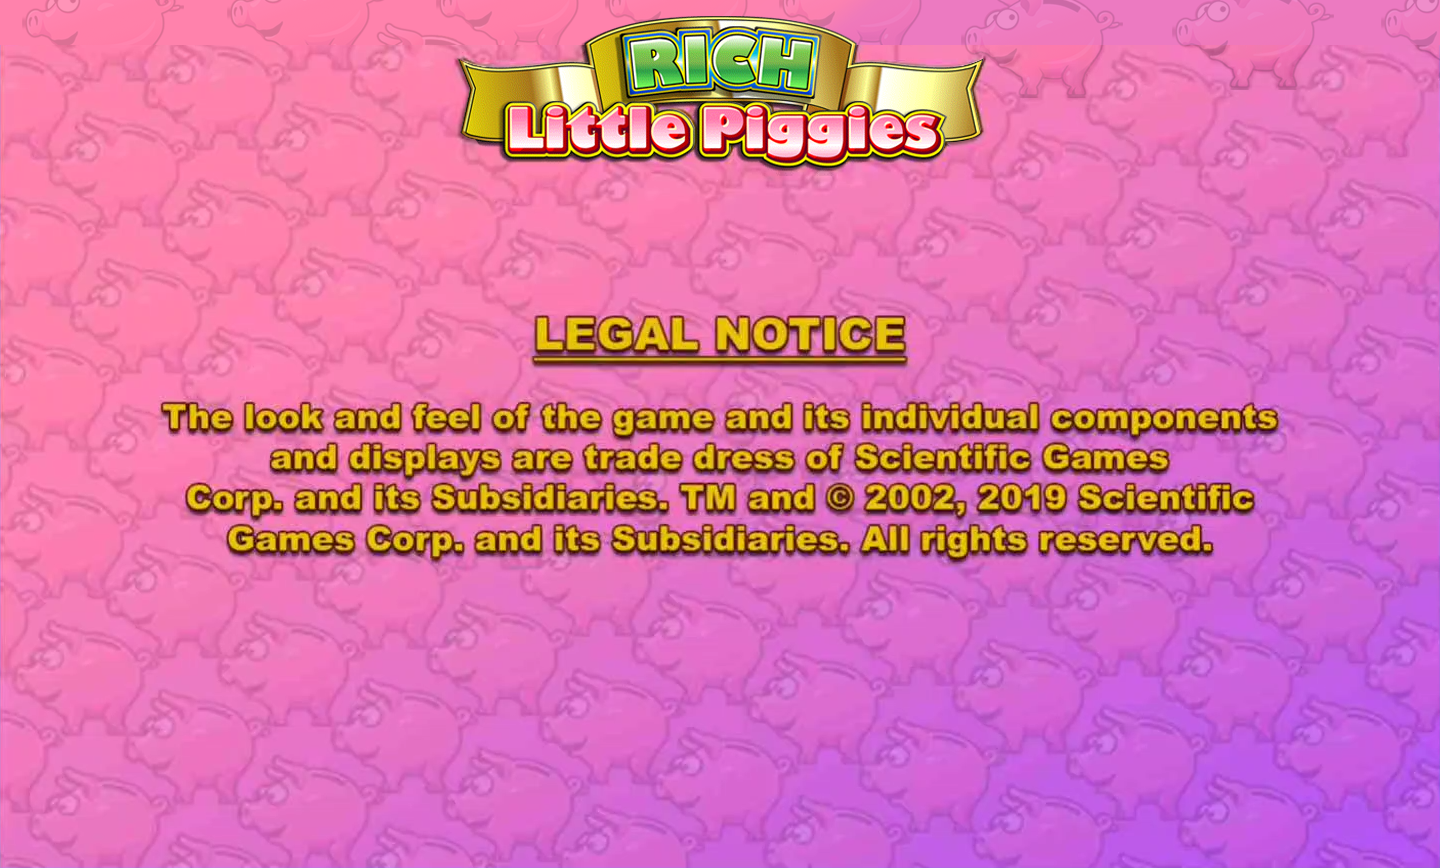 RICH
Little Piggies
LEGAL NOTICE
The look and feel of the game and its individual components
and displays are trade dress of Scientific Games
Corp. and its Subsidiaries. TM and © 2002, 2019 Scientific
Games Corp. and its Subsidiaries. All rights reserved.